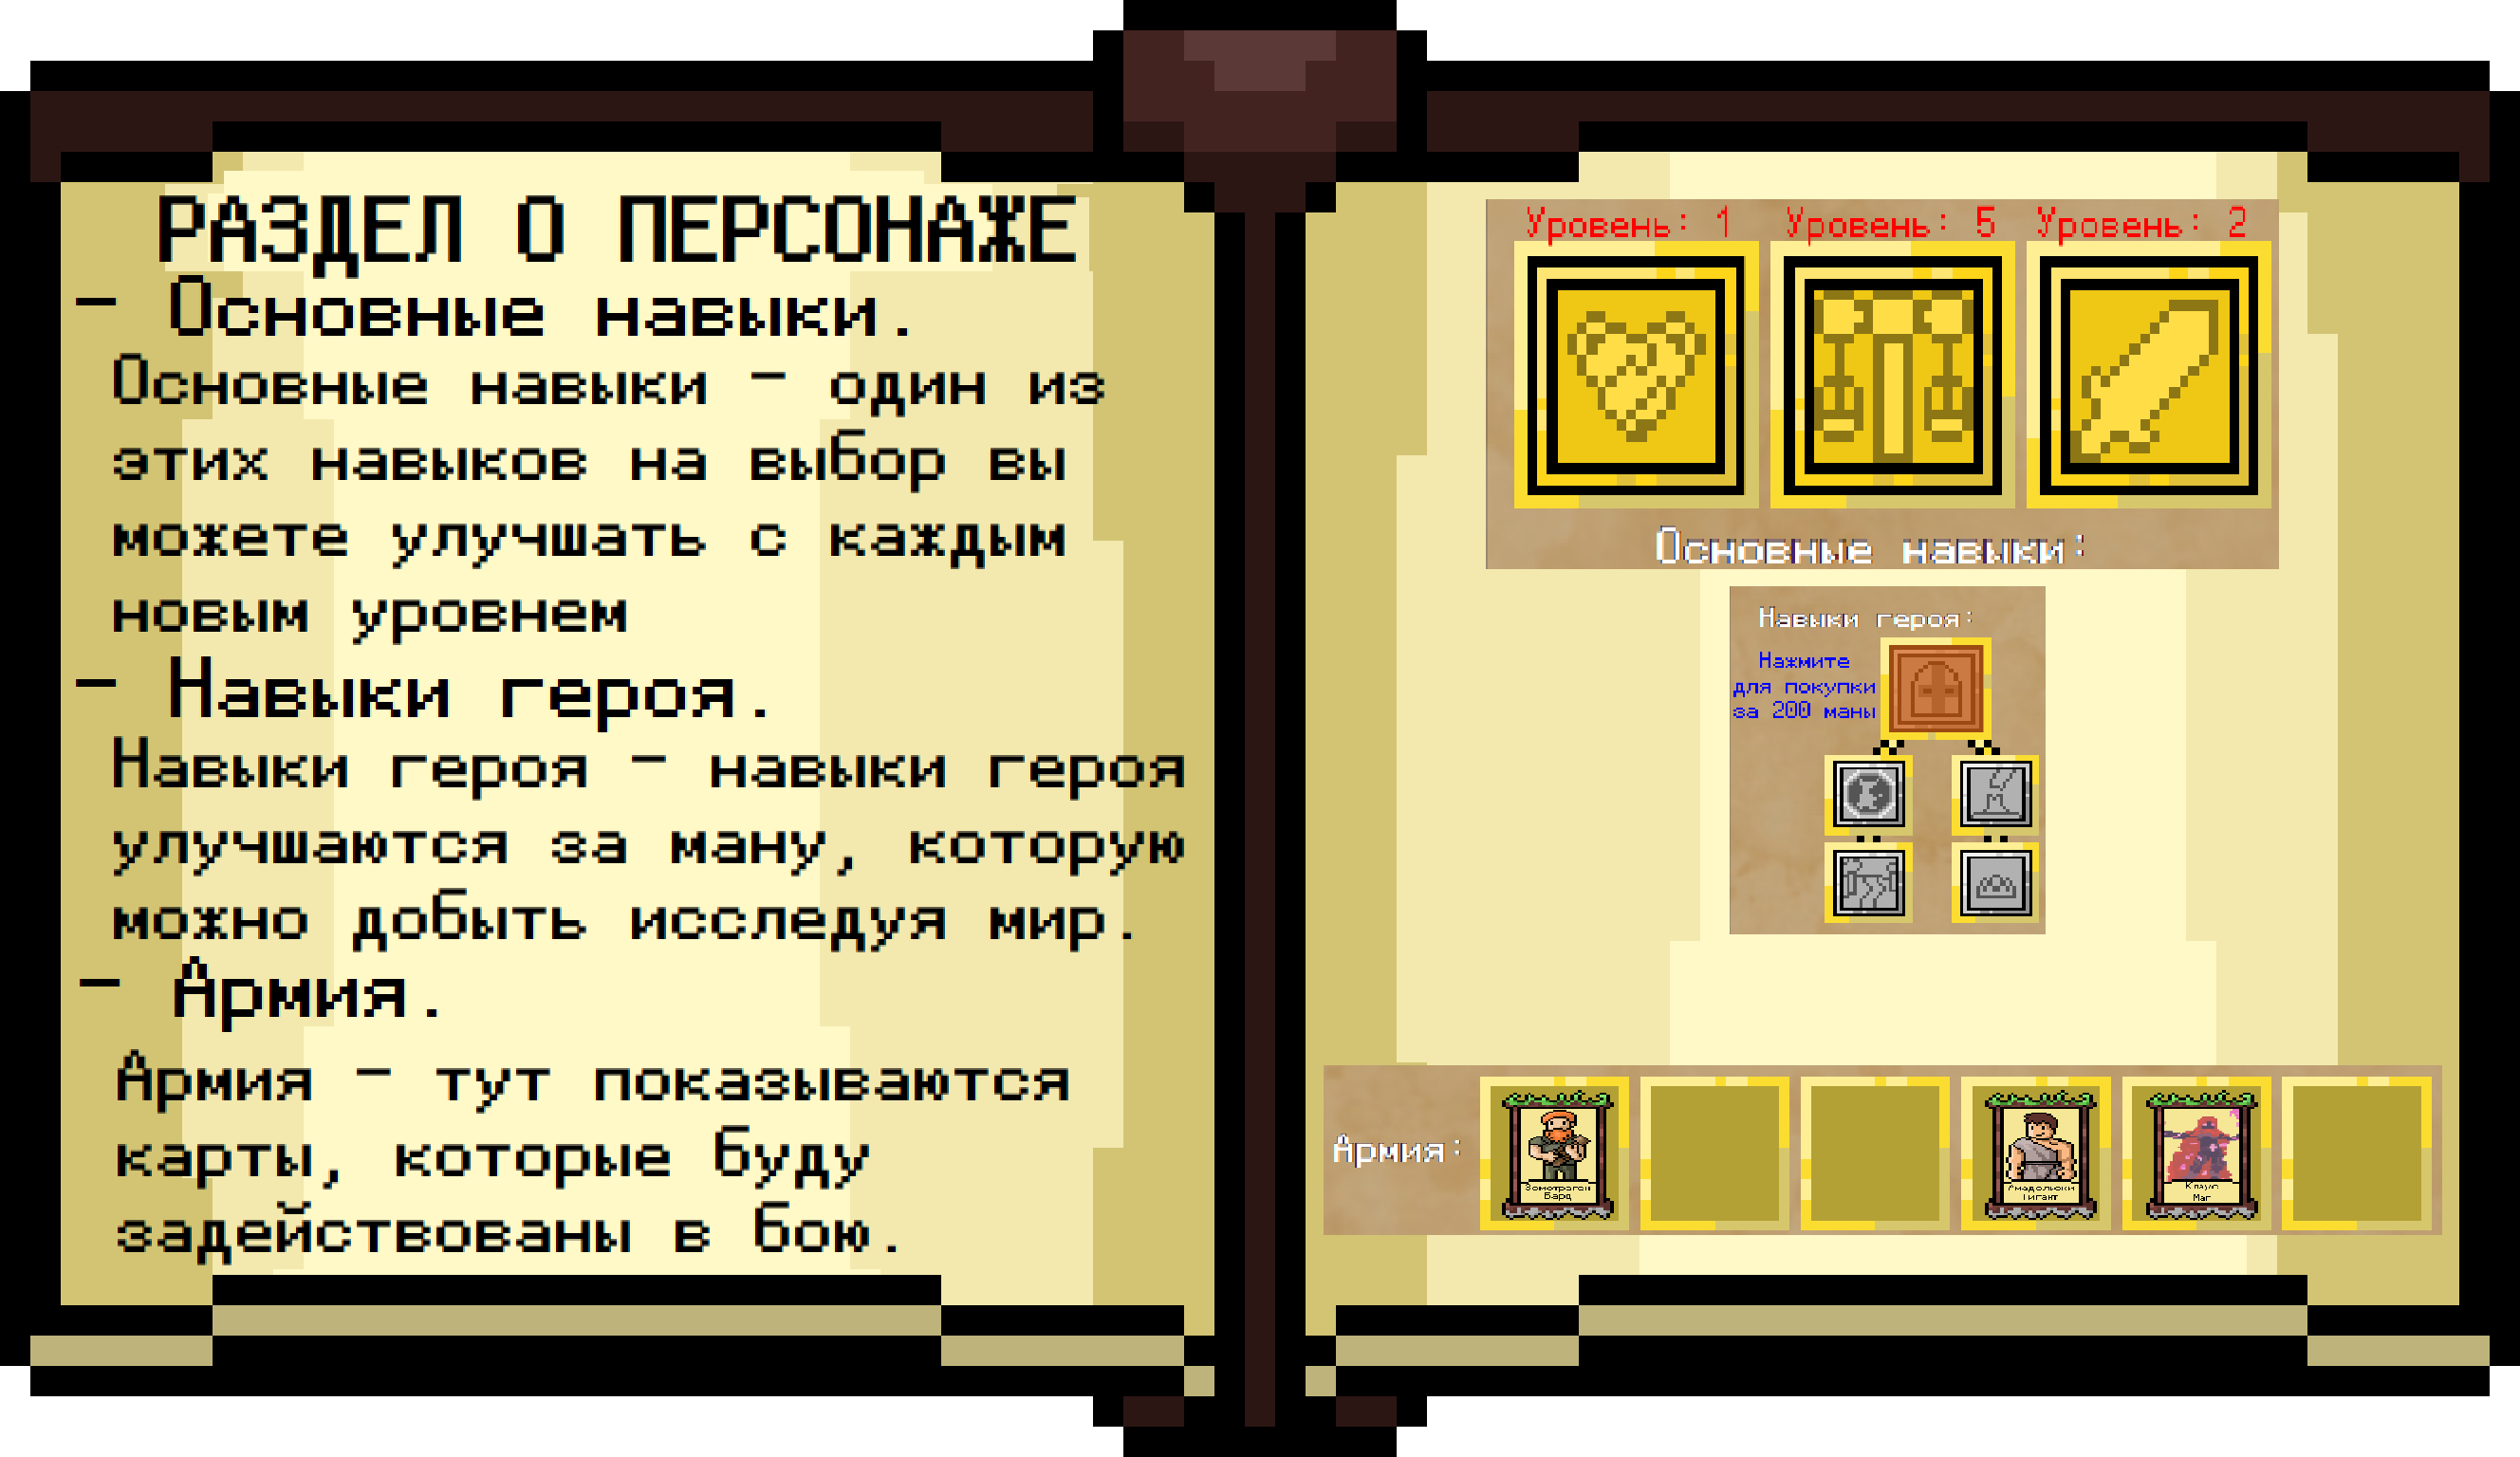 РАЗДЕЛ О ПЕРСОНАЖЕ
- Основные навыки.
Основные навыки - один из
этих навыков на выбор вы
можете улучшать с каждым
новым уровнем
- Навыки героя.
Навыки героя - навыки героя
улучшаются за ману, которую
можно добыть исследуя мир.
- Армия.
Армия - тут показываются
карты, которые буду
задействованы в бою.
Уровень: 1 Уровень: 5 Уровень: 2
Основные навыки:
Навыки героя:
Нажмите
для покупки
за 200 маны
Армия:
Бард
Гигант
Маг